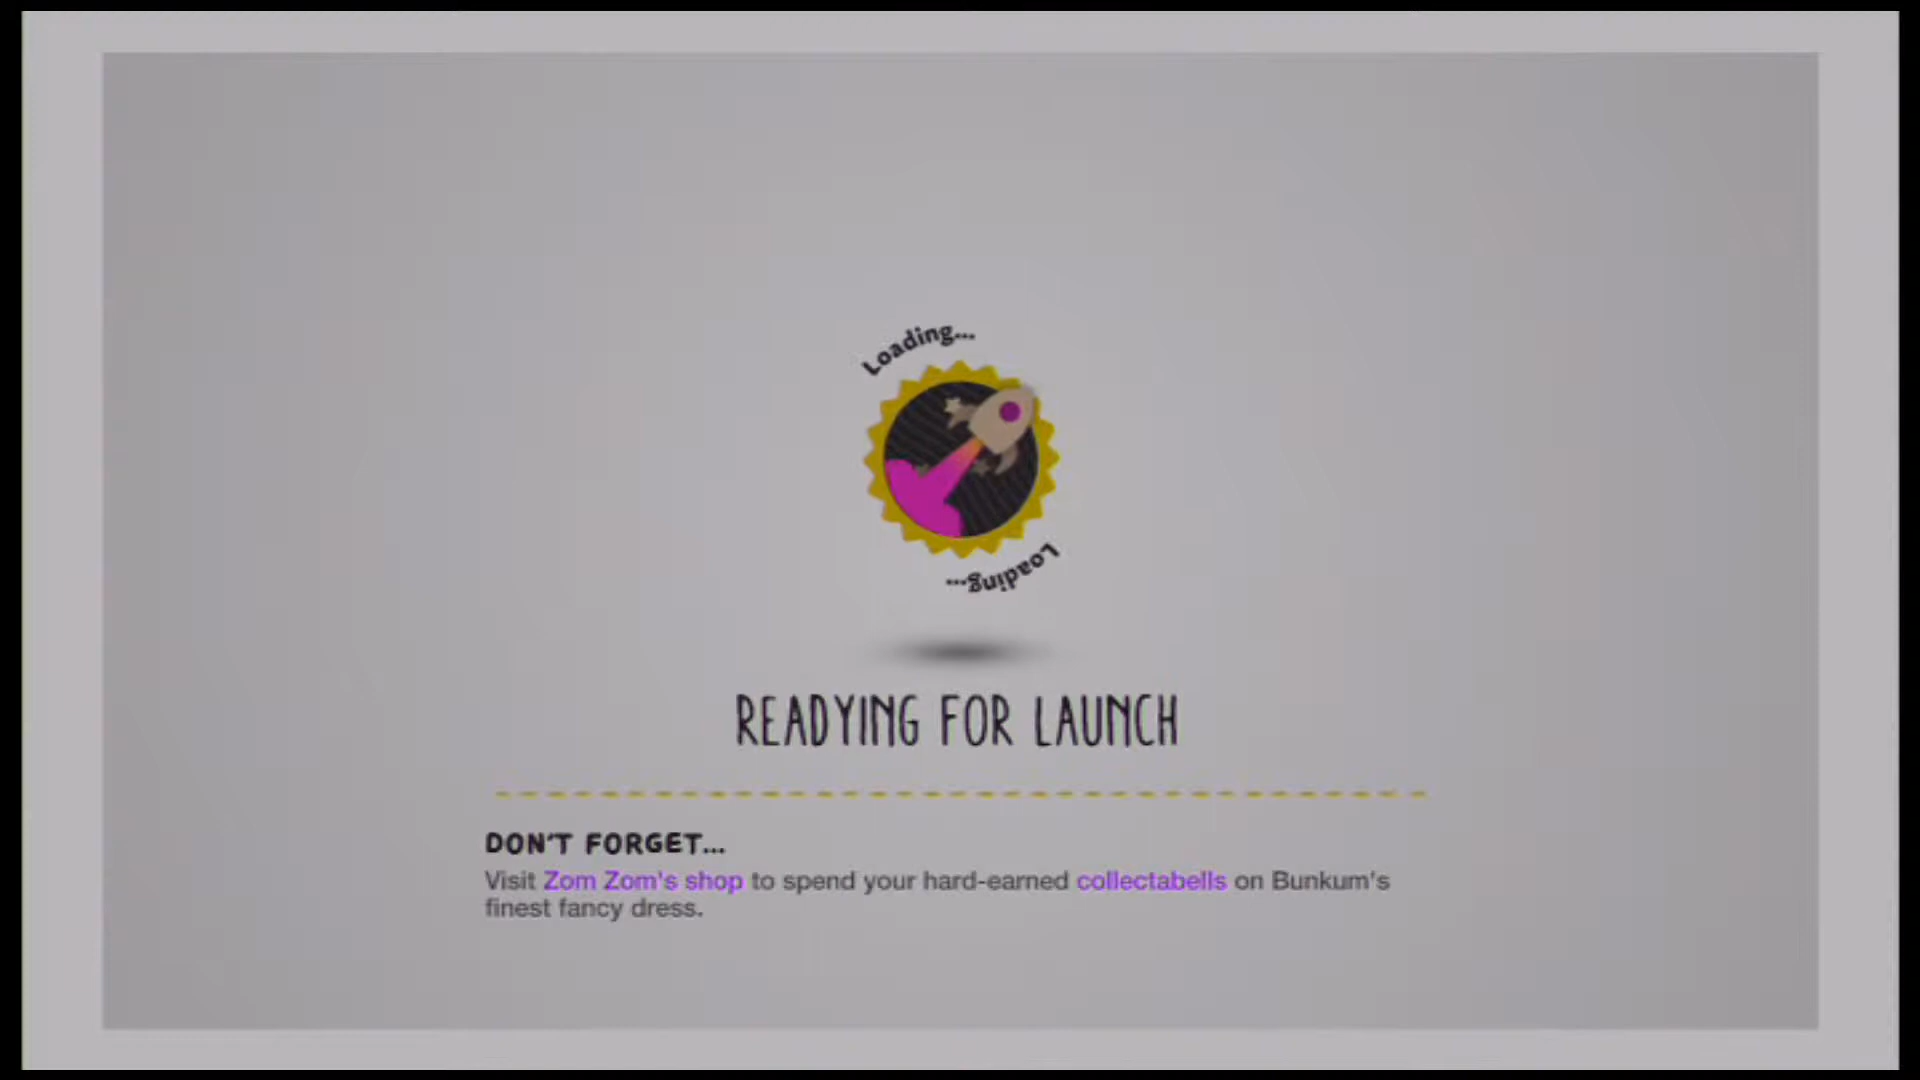 Loading...
Loading...
READYING FOR LAUNCH
DON'T FORGET...
Visit Zom Zom's shop to spend your hard-earned collectabells on Bunkum's
finest fancy dress.